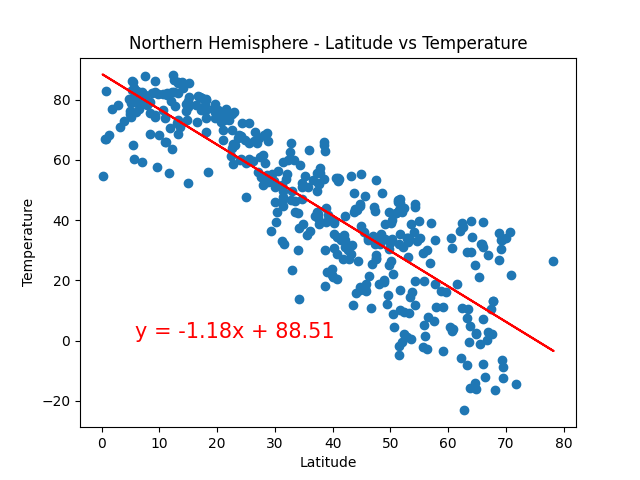 Northern Hemisphere - Latitude vs Temperature
Temperature
80
60
40
20
0
−20
y = -1.18x + 88.51
0 10 20 30 40 50 60 70 80
Latitude